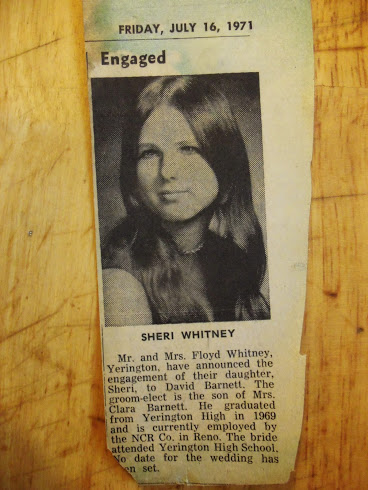 FRIDAY, JULY 16, 1971
Engaged
SHERI WHITNEY
Mr. and Mrs. Floyd Whitney,
Yerington, have announced the
engagement of their daughter,
Sheri, to David Barnett. The
groom-elect is the son of Mrs.
Clara Barnett. He graduated
from Yerington High in 1969
and is currently employed by
the NCR Co. in Reno. The bride
attended Yerington High School.
No date for the wedding has
en set.